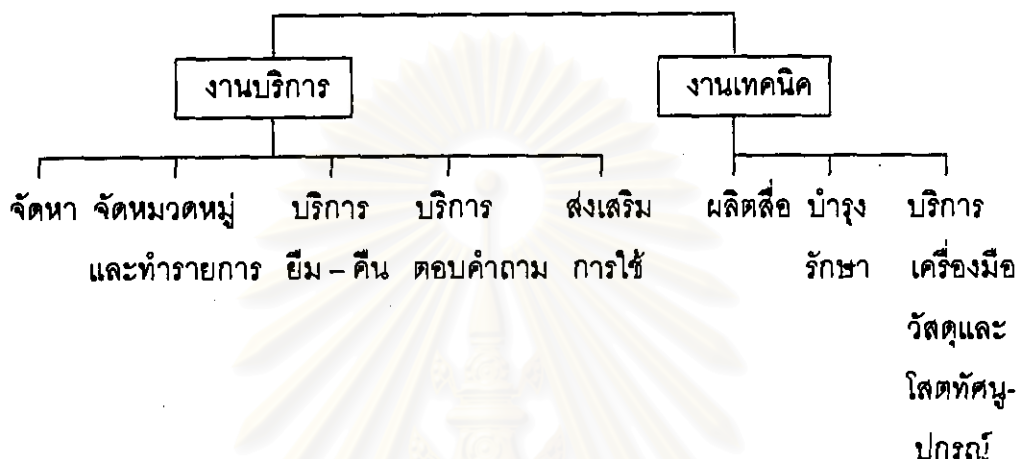 งานบริการ งานเทคนิค
จัดหา จัดหมวดหมู่ บริการ บริการ ส่งเสริม ผลิตสื่อ บำรุง บริการ
และทำรายการ ยืม – คืน ตอบคำถาม การใช้ รักษา เครื่องมือ
วัสดุและ
โสตทัศนู-
ปกรณ์